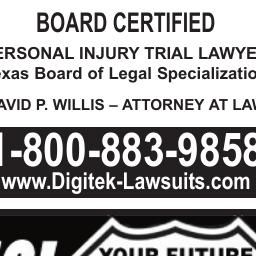 BOARD CERTIFIED
PERSONAL INJURY TRIAL LAWYE
exas Board of Legal Specializatio
AVID P. WILLIS – ATTORNEY AT LAW
1-800-883-9858
www.Digitek-Lawsuits.com
YOUR FUTURE